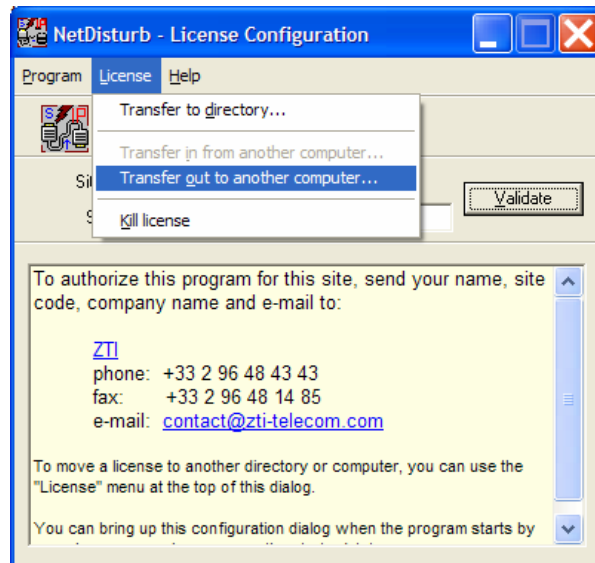 NetDisturb - License Configuration
Program License Help
Transfer to directory...
Transfer in from another computer...
Transfer out to another computer...
Kill license
Validate
To authorize this program for this site, send your name, site
code, company name and e-mail to:
ZTI
phone: +33 2 96 48 43 43
fax: +33 2 96 48 14 85
e-mail: contact@zti-telecom.com
To move a license to another directory or computer, you can use the
"License" menu at the top of this dialog.
You can bring up this configuration dialog when the program starts by